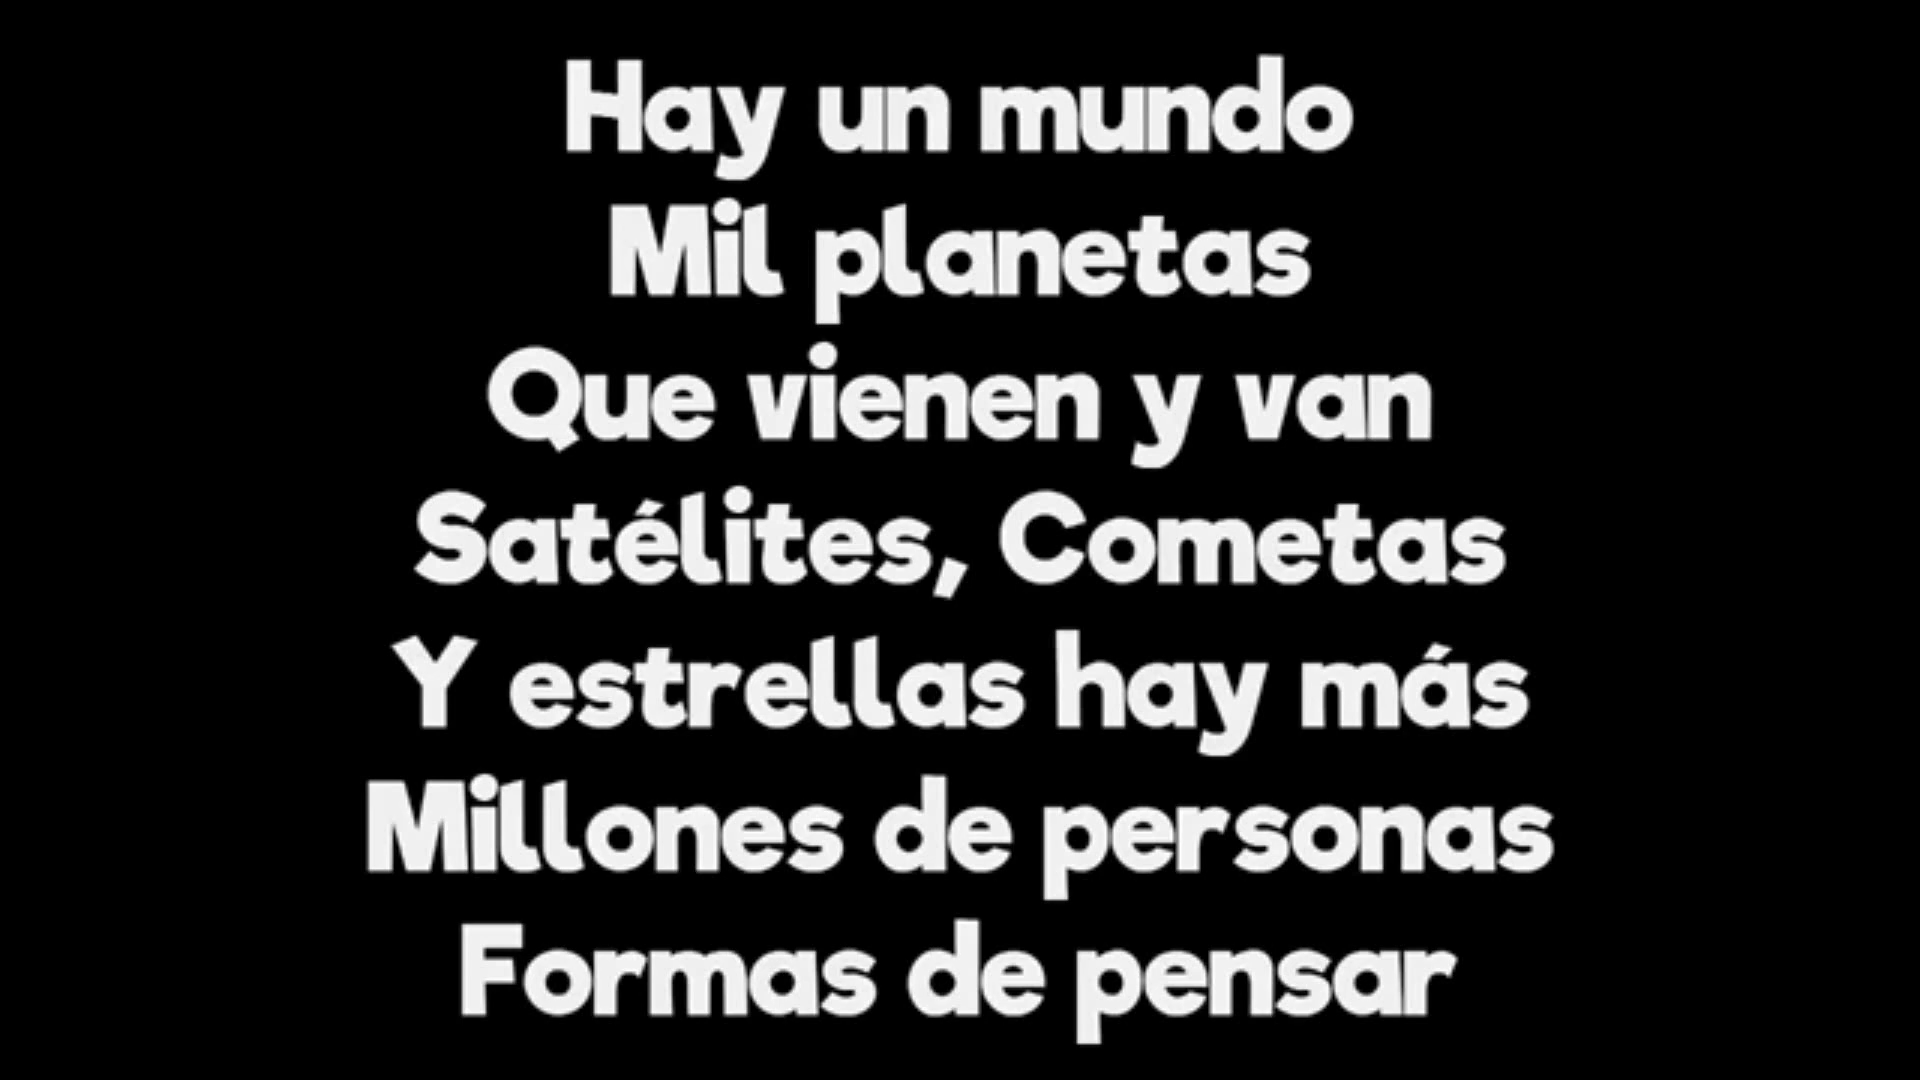 Hay un mundo
Mil planetas
Que vienen y van
Satélites, Cometas
Y estrellas hay más
Millones de personas
Formas de pensar